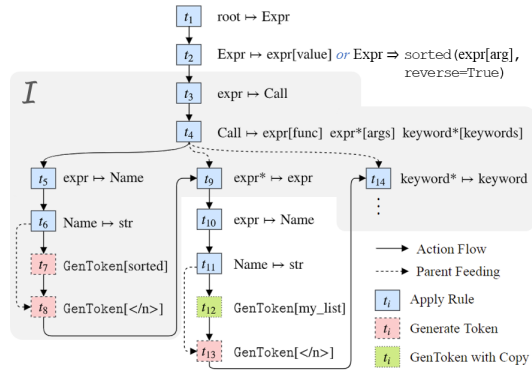 t1 root ↦ Expr
t2 Expr ↦ expr[value] or Expr ⇒ sorted(expr[arg],
reverse=True)
I
t3 expr ↦ Call
t4 Call ↦ expr[func] expr*[args] keyword*[keywords]
t5 expr ↦ Name
t9 expr* ↦ expr
t14 keyword* ↦ keyword
⋮
t6 Name ↦ str
t10 expr ↦ Name
t7 GenToken[sorted]
t11 Name ↦ str
t8 GenToken[</n>]
t12 GenToken[my_list]
t13 GenToken[</n>]
Action Flow
Parent Feeding
ti Apply Rule
ti Generate Token
ti GenToken with Copy